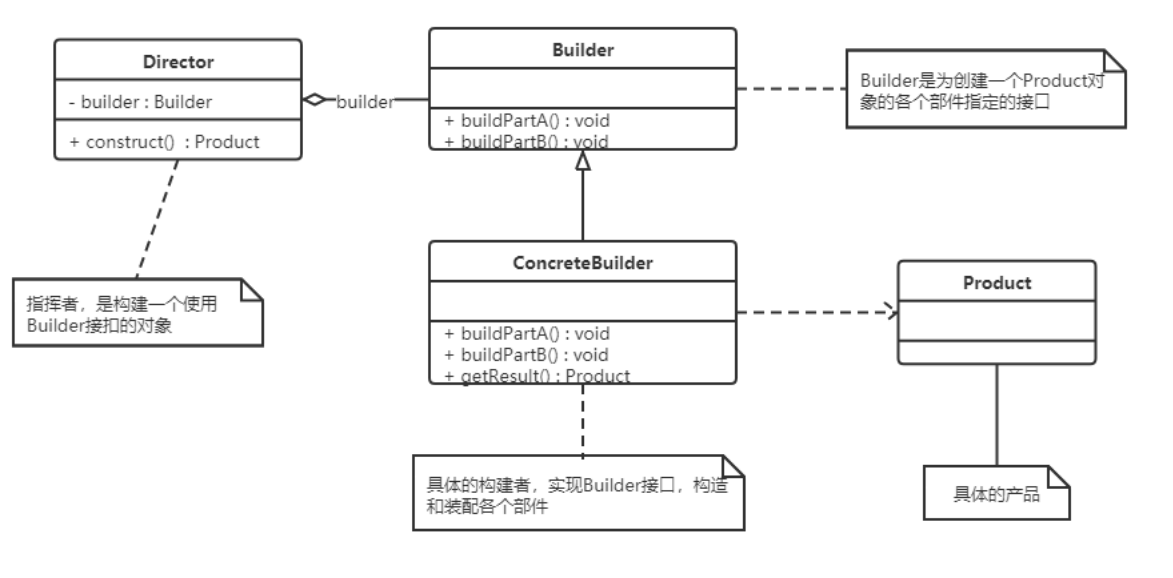 Director
- builder : Builder
+ construct() : Product
builder
Builder
+ buildPartA() : void
+ buildPartB() : void
Builder是为创建一个Product对
象的各个部件指定的接口
指挥者，是构建一个使用
Builder接扣的对象
ConcreteBuilder
+ buildPartA() : void
+ buildPartB() : void
+ getResult() : Product
Product
具体的构建者，实现Builder接口，构造
和装配各个部件
具体的产品